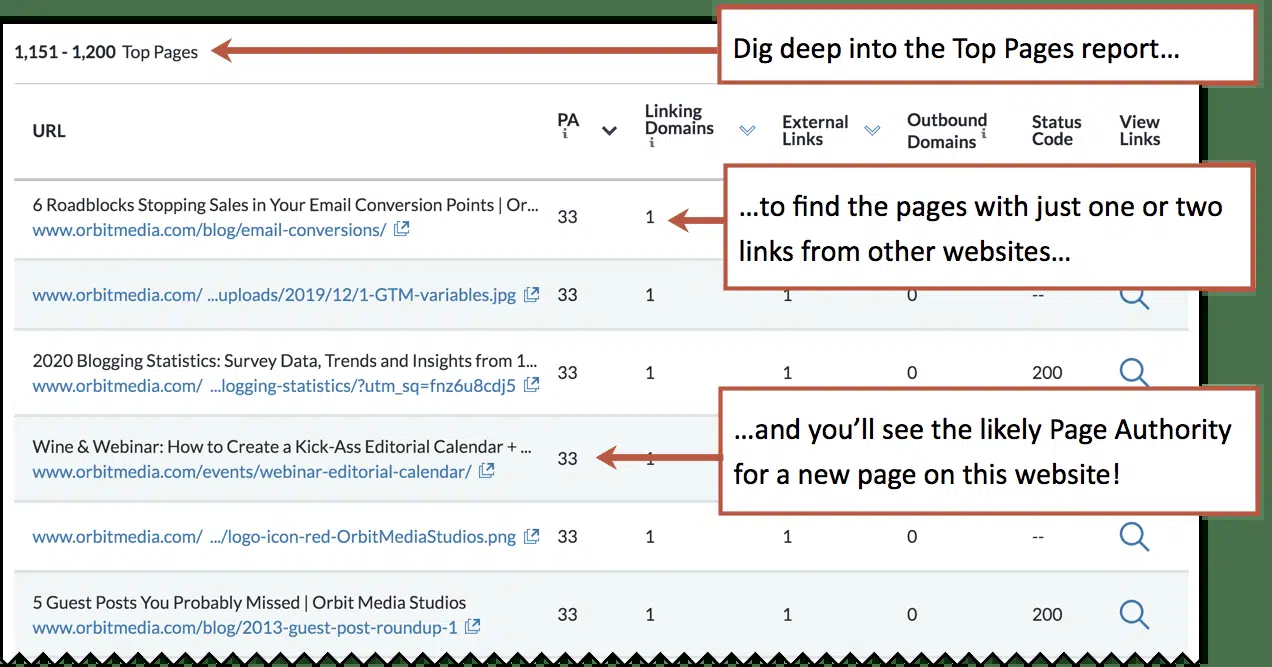 1,151 - 1,200 Top Pages
Dig deep into the Top Pages report...
URL
PA
i
Linking
Domains
i
External
Links
Outbound
Domains i
Status
Code
View
Links
6 Roadblocks Stopping Sales in Your Email Conversion Points | Or...
www.orbitmedia.com/blog/email-conversions/
33
1
...to find the pages with just one or two
links from other websites...
www.orbitmedia.com/ ...uploads/2019/12/1-GTM-variables.jpg
33
1
1
0
--
2020 Blogging Statistics: Survey Data, Trends and Insights from 1...
www.orbitmedia.com/ ...logging-statistics/?utm_sq=fnz6u8cdj5
33
1
1
0
200
Wine & Webinar: How to Create a Kick-Ass Editorial Calendar + ...
www.orbitmedia.com/events/webinar-editorial-calendar/
33
1
...and you’ll see the likely Page Authority
for a new page on this website!
www.orbitmedia.com/ .../logo-icon-red-OrbitMediaStudios.png
33
1
1
0
--
5 Guest Posts You Probably Missed | Orbit Media Studios
www.orbitmedia.com/blog/2013-guest-post-roundup-1
33
1
1
0
200